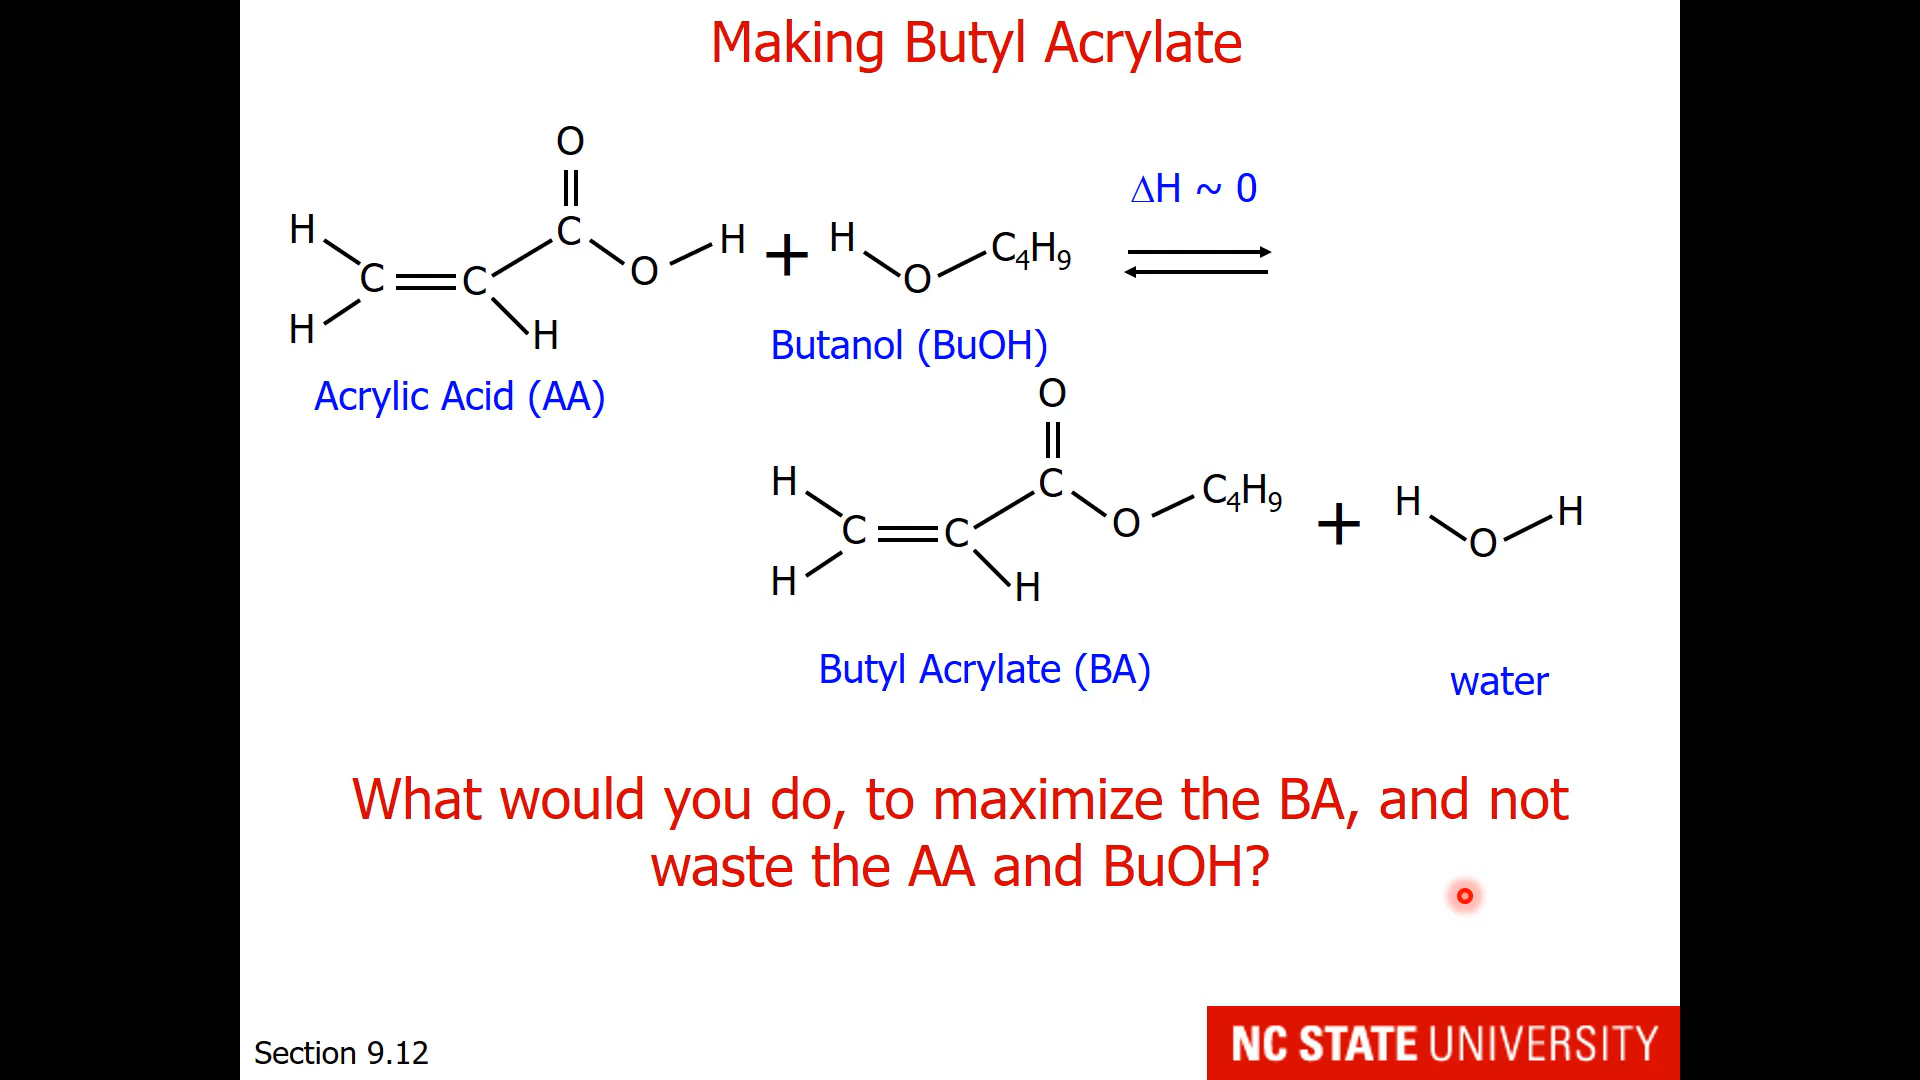 Making Butyl Acrylate
O
H
C
H
+
H
C₄H₉
ΔH ~ 0
C
C
O
O
H
H
Butanol (BuOH)
Acrylic Acid (AA)
O
H
C
C₄H₉
+
H
H
C
C
O
O
H
H
Butyl Acrylate (BA)
water
What would you do, to maximize the BA, and not
waste the AA and BuOH?
Section 9.12
NC STATE UNIVERSITY